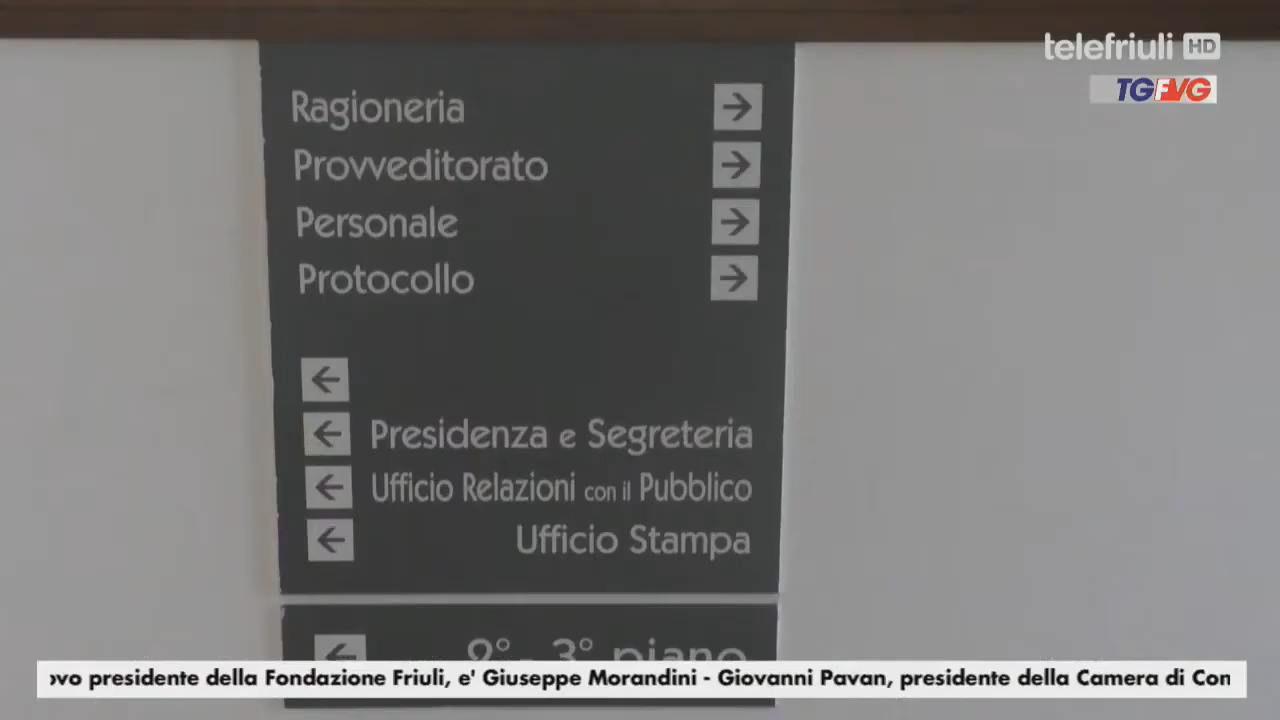 telefriuli HD
TGFVG
Ragioneria
Provveditorato
Personale
Protocollo
Presidenza e Segreteria
Ufficio Relazioni con il Pubblico
Ufficio Stampa
2° - 3° piano
presidente della Fondazione Friuli, e' Giuseppe Morandini - Giovanni Pavan, presidente della Camera di